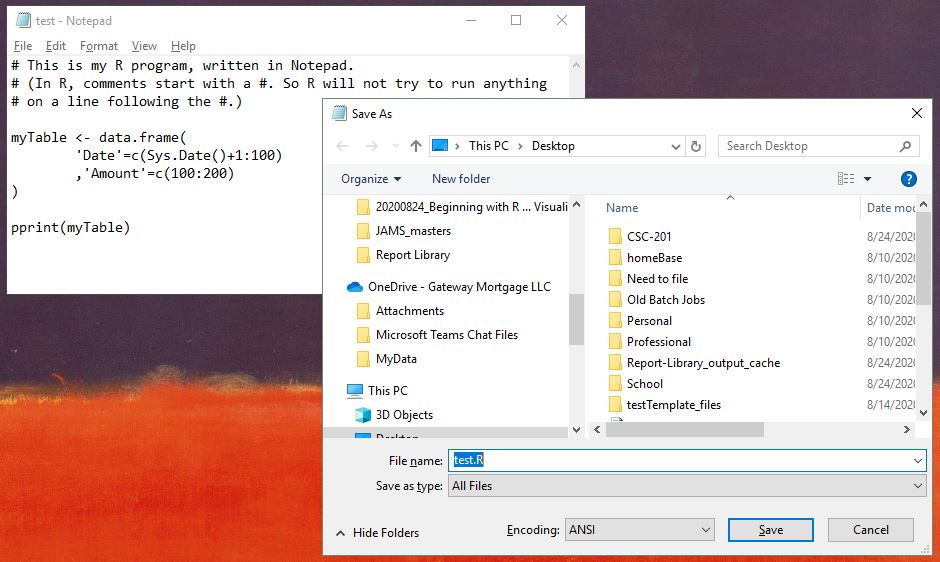 test - Notepad
File Edit Format View Help
# This is my R program, written in Notepad.
# (In R, comments start with a #. So R will not try to run anything
# on a line following the #.)
myTable <- data.frame(
'Date'=c(Sys.Date()+1:100)
,'Amount'=c(100:200)
)
pprint(myTable)
Save As
This PC > Desktop
Search Desktop
Organize New folder
?
20200824_Beginning with R ... Visuali
JAMS_masters
Report Library
OneDrive - Gateway Mortgage LLC
Attachments
Microsoft Teams Chat Files
MyData
This PC
3D Objects
Desktop
Name Date mod
CSC-201 8/24/2020
homeBase 8/10/2020
Need to file 8/10/2020
Old Batch Jobs 8/10/2020
Personal 8/10/2020
Professional 8/10/2020
Report-Library_output_cache 8/24/2020
School 8/24/2020
testTemplate_files 8/14/2020
File name: test.R
Save as type: All Files
Hide Folders
Encoding: ANSI
Save
Cancel